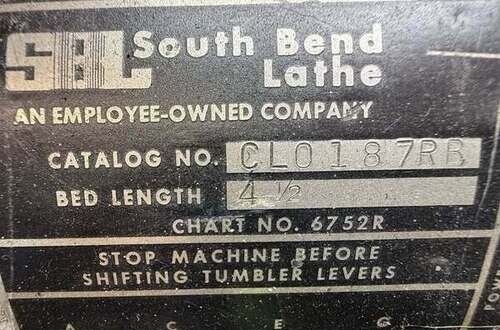 SBL South Bend
Lathe
AN EMPLOYEE-OWNED COMPANY
CATALOG NO. CL0187RB
BED LENGTH 4 ½
CHART NO. 6752R
STOP MACHINE BEFORE
SHIFTING TUMBLER LEVERS
A C E G